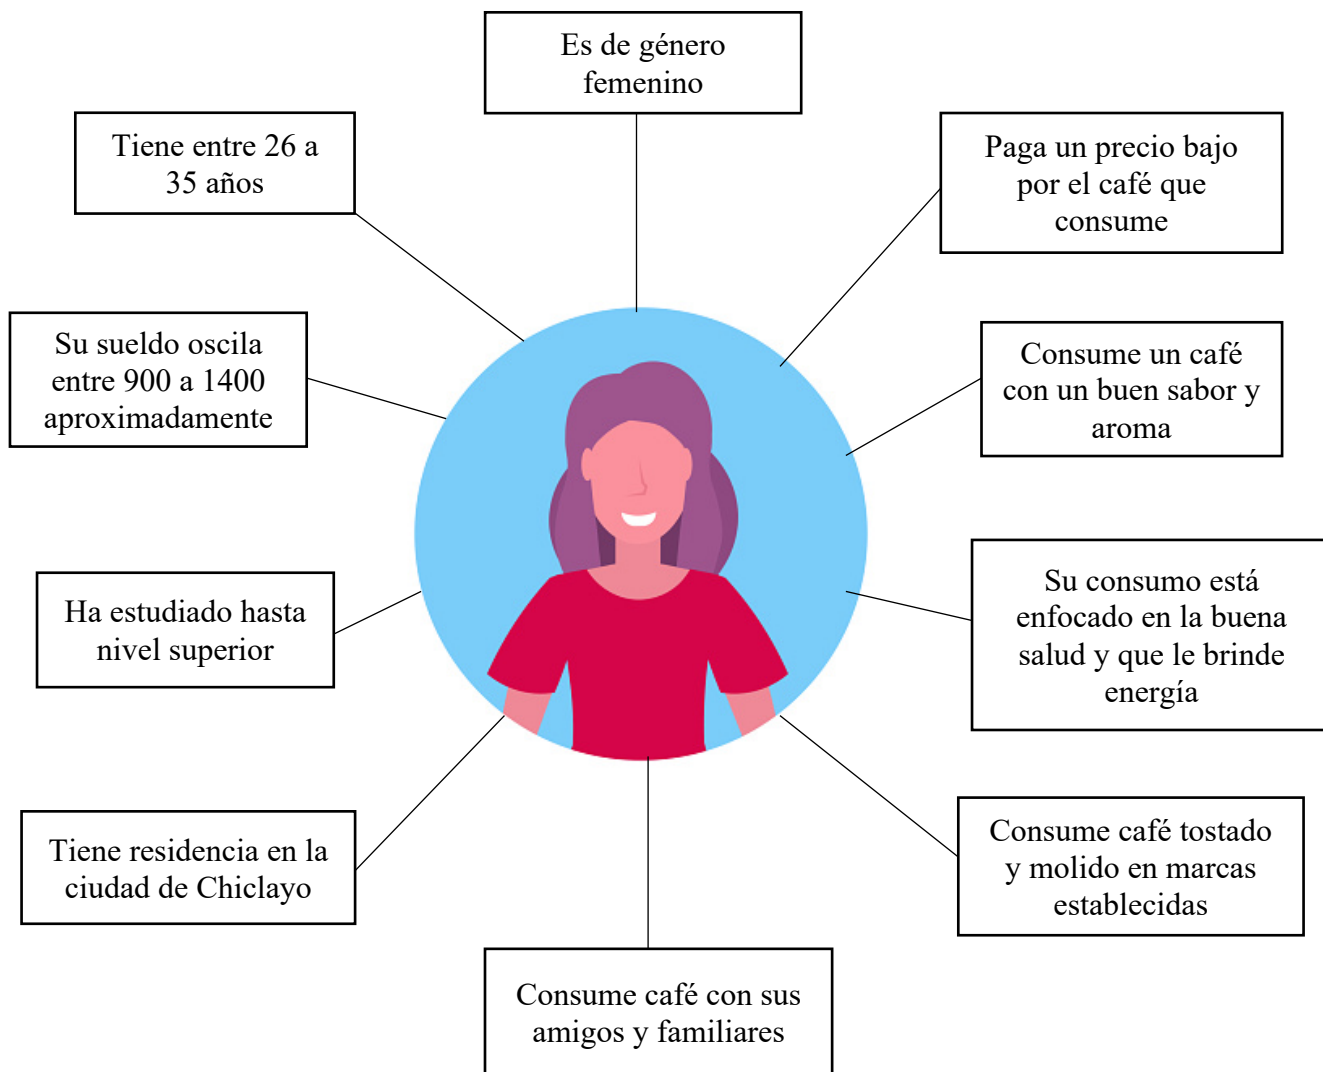 Es de género
femenino
Tiene entre 26 a
35 años
Paga un precio bajo
por el café que
consume
Su sueldo oscila
entre 900 a 1400
aproximadamente
Consume un café
con un buen sabor y
aroma
Ha estudiado hasta
nivel superior
Su consumo está
enfocado en la buena
salud y que le brinde
energía
Tiene residencia en la
ciudad de Chiclayo
Consume café tostado
y molido en marcas
establecidas
Consume café con sus
amigos y familiares